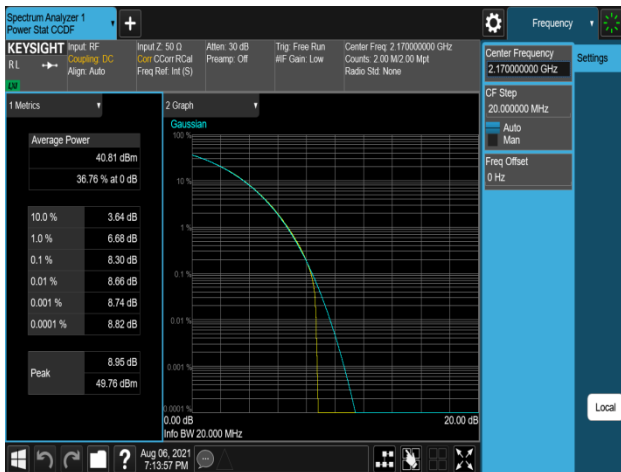 Spectrum Analyzer 1
Power Stat CCDF
+
Frequency
KEYSIGHT
RL
LXI
Input: RF
Coupling: DC
Align: Auto
Input Z: 50 Ω
Corr CCorr RCal
Freq Ref: Int (S)
Atten: 30 dB
Preamp: Off
Trig: Free Run
#IF Gain: Low
Center Freq: 2.170000000 GHz
Counts: 2.00 M/2.00 Mpt
Radio Std: None
Center Frequency
2.170000000 GHz
Settings
CF Step
20.000000 MHz
Auto
Man
Freq Offset
0 Hz
1 Metrics
Average Power
40.81 dBm
36.76 % at 0 dB
10.0 % 3.64 dB
1.0 % 6.68 dB
0.1 % 8.30 dB
0.01 % 8.66 dB
0.001 % 8.74 dB
0.0001 % 8.82 dB
Peak
8.95 dB
49.76 dBm
2 Graph
Gaussian
100 %
10 %
1 %
0.1 %
0.01 %
0.001 %
0.0001 %
0.00 dB 20.00 dB
Info BW 20.000 MHz
Local
?
Aug 06, 2021
7:13:57 PM